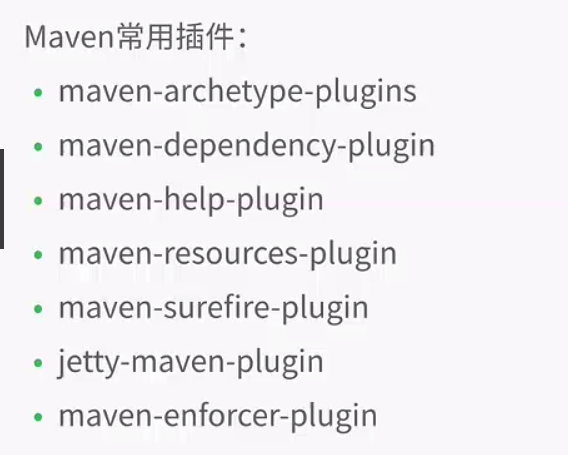 Maven常用插件：
• maven-archetype-plugins
• maven-dependency-plugin
• maven-help-plugin
• maven-resources-plugin
• maven-surefire-plugin
• jetty-maven-plugin
• maven-enforcer-plugin